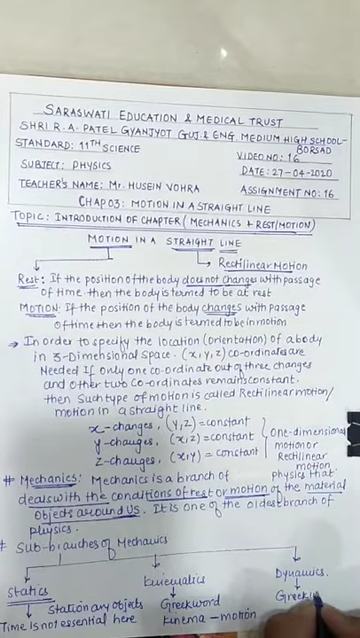 SARASWATI EDUCATION & MEDICAL TRUST
SHRI R.A. PATEL GYANJYOT GUJ. & ENG. MEDIUM HIGH SCHOOL-
BORSAD
STANDARD: 11TH SCIENCE
VIDEO NO: 16
SUBJECT: PHYSICS
DATE: 27-04-2020
TEACHER'S NAME: Mr. HUSEIN VOHRA
ASSIGNMENT NO: 16
CHAP 03: MOTION IN A STRAIGHT LINE
TOPIC: INTRODUCTION OF CHAPTER (MECHANICS + REST/MOTION)
MOTION IN A STRAIGHT LINE
Rectilinear MOTION
Rest: If the position of the body does not changes with passage
of time then the body is termed to be at rest
MOTION: If the position of the body changes with passage
of time then the body is termed to be in motion
→ In order to specify the location (orientation) of a body
in 3-Dimensional space. (x,y,z) co-ordinates are
Needed If only one co-ordinate out of three changes
and other two co-ordinates remains constant.
then such type of motion is called Rectilinear motion/
motion in a straight line.
x-changes, (y,z) = constant
y-changes, (x,z) = constant
z-changes, (x,y) = constant
One-dimensional
motion or
Rectilinear
motion
# Mechanics: Mechanics is a branch of physics that
deals with the conditions of rest or motion of the material
objects around us. It is one of the oldest branch of
physics.
# Sub-branches of Mechanics
Statics
Kinematics
Dynamics.
Stationary objects
Greek word
Time is not essential here
kinema - motion